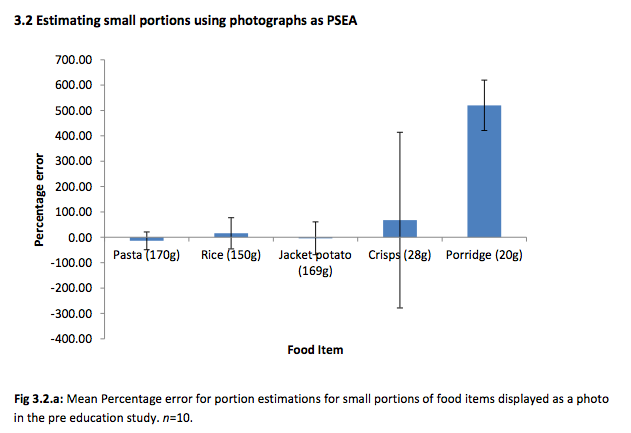 3.2 Estimating small portions using photographs as PSEA
700.00
600.00
500.00
400.00
300.00
200.00
100.00
0.00
-100.00
-200.00
-300.00
-400.00
Percentage error
Pasta (170g) Rice (150g) Jacket potato Crisps (28g) Porridge (20g)
(169g)
Food Item
Fig 3.2.a: Mean Percentage error for portion estimations for small portions of food items displayed as a photo
in the pre education study. n=10.